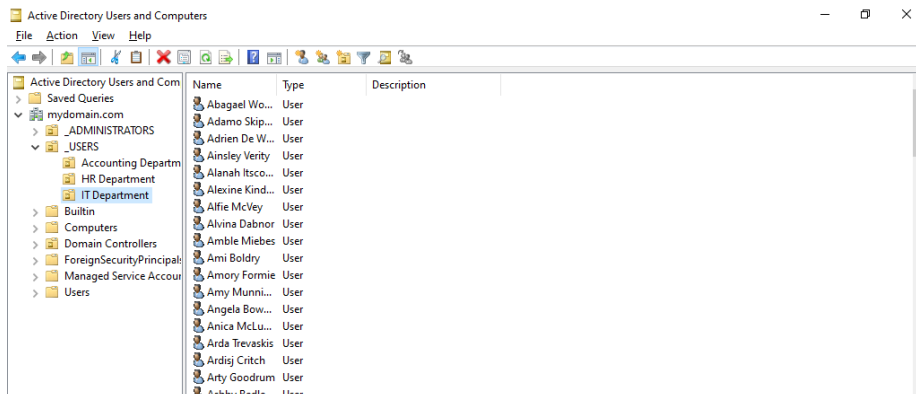 Active Directory Users and Computers
File Action View Help
Active Directory Users and Com
Saved Queries
mydomain.com
_ADMINISTRATORS
_USERS
Accounting Departm
HR Department
IT Department
Builtin
Computers
Domain Controllers
ForeignSecurityPrincipals
Managed Service Accour
Users
Name Type Description
Abagael Wo... User
Adamo Skip... User
Adrien De W... User
Ainsley Verity User
Alanah Itsco... User
Alexine Kind... User
Alfie McVey User
Alvina Dabnor User
Amble Miebes User
Ami Boldry User
Amory Formie User
Amy Munni... User
Angela Bow... User
Anica McLu... User
Arda Trevaskis User
Ardisj Critch User
Arty Goodrum User